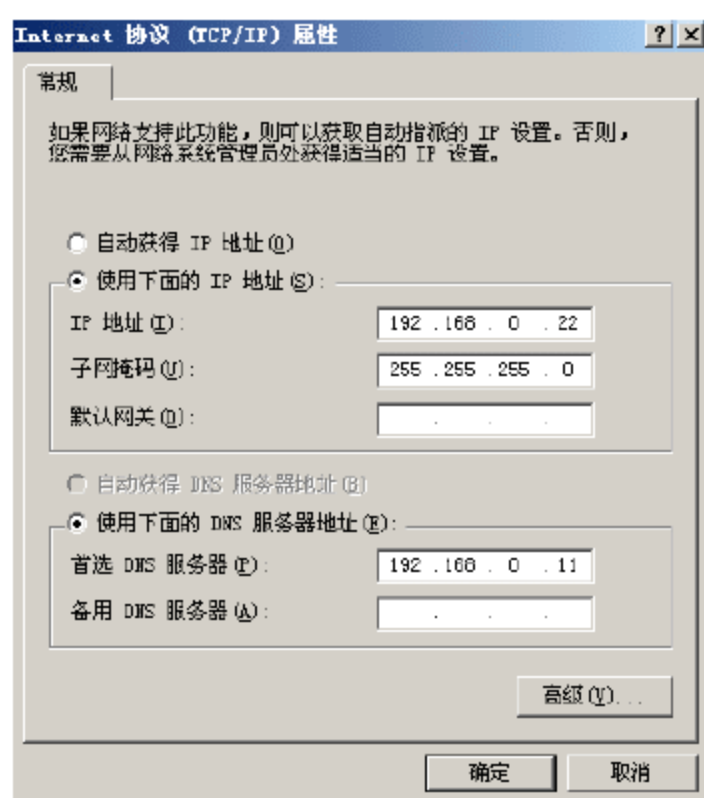 Internet 协议 (TCP/IP) 属性
常规
如果网络支持此功能，则可以获取自动指派的 IP 设置。否则，
您需要从网络系统管理员处获得适当的 IP 设置。
自动获得 IP 地址(O)
使用下面的 IP 地址(S):
IP 地址(I):
192 .168 . 0 . 22
子网掩码(U):
255 .255 .255 . 0
默认网关(D):
. . .
自动获得 DNS 服务器地址(B)
使用下面的 DNS 服务器地址(E):
首选 DNS 服务器(P):
192 .168 . 0 . 11
备用 DNS 服务器(A):
. . .
高级(V)...
确定
取消